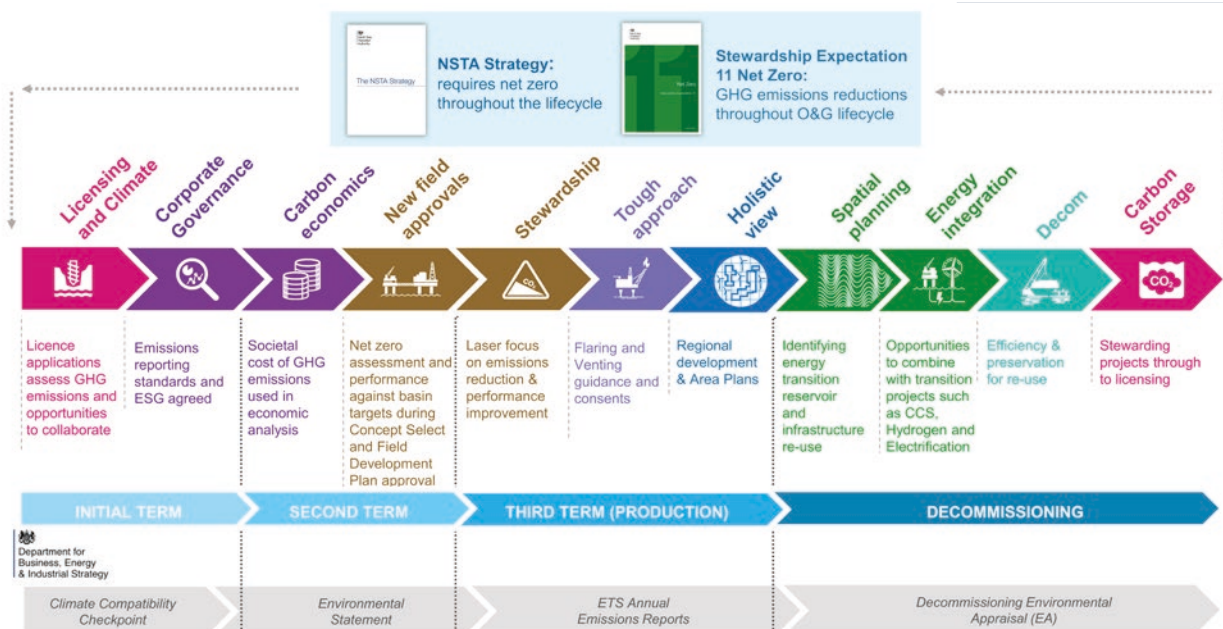 The NSTA Strategy
NSTA Strategy:
requires net zero
throughout the lifecycle
11
Net Zero
Stewardship Expectation
11 Net Zero:
GHG emissions reductions
throughout O&G lifecycle
Licensing
and Climate
Corporate
Governance
Carbon
economics
New field
approvals
Stewardship
Tough
approach
Holistic
view
Spatial
planning
Energy
integration
Decom
Carbon
Storage
CO₂
CO₂
Licence
applications
assess GHG
emissions and
opportunities
to collaborate
Emissions
reporting
standards and
ESG agreed
Societal
cost of GHG
emissions
used in
economic
analysis
Net zero
assessment and
performance
against basin
targets during
Concept Select
and Field
Development
Plan approval
Laser focus
on emissions
reduction &
performance
improvement
Flaring and
Venting
guidance and
consents
Regional
development
& Area Plans
Identifying
energy
transition
reservoir
and
infrastructure
re-use
Opportunities
to combine
with transition
projects such
as CCS,
Hydrogen and
Electrification
Efficiency &
preservation
for re-use
Stewarding
projects through
to licensing
INITIAL TERM
SECOND TERM
THIRD TERM (PRODUCTION)
DECOMMISSIONING
Department for
Business, Energy
& Industrial Strategy
Climate Compatibility
Checkpoint
Environmental
Statement
ETS Annual
Emissions Reports
Decommissioning Environmental
Appraisal (EA)